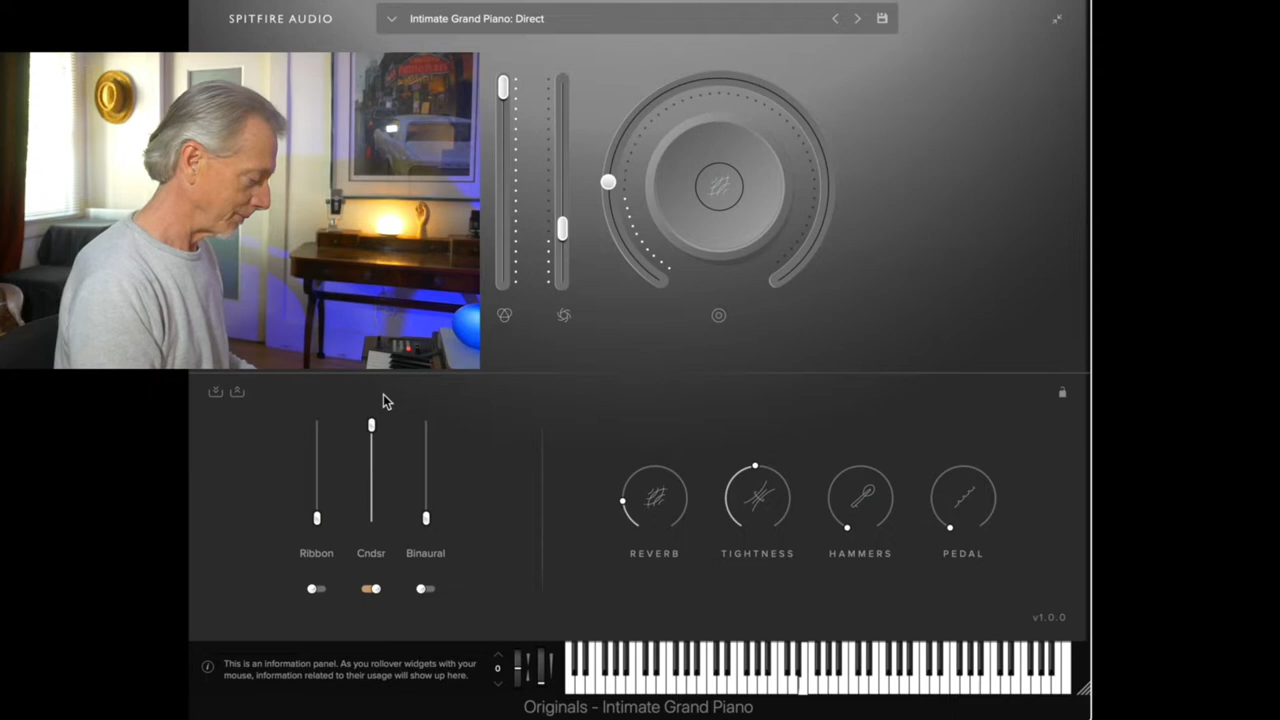 SPITFIRE AUDIO
Intimate Grand Piano: Direct
Ribbon
Cndsr
Binaural
REVERB
TIGHTNESS
HAMMERS
PEDAL
v1.0.0
This is an information panel. As you rollover widgets with your
mouse, information related to their usage will show up here.
0
Originals - Intimate Grand Piano